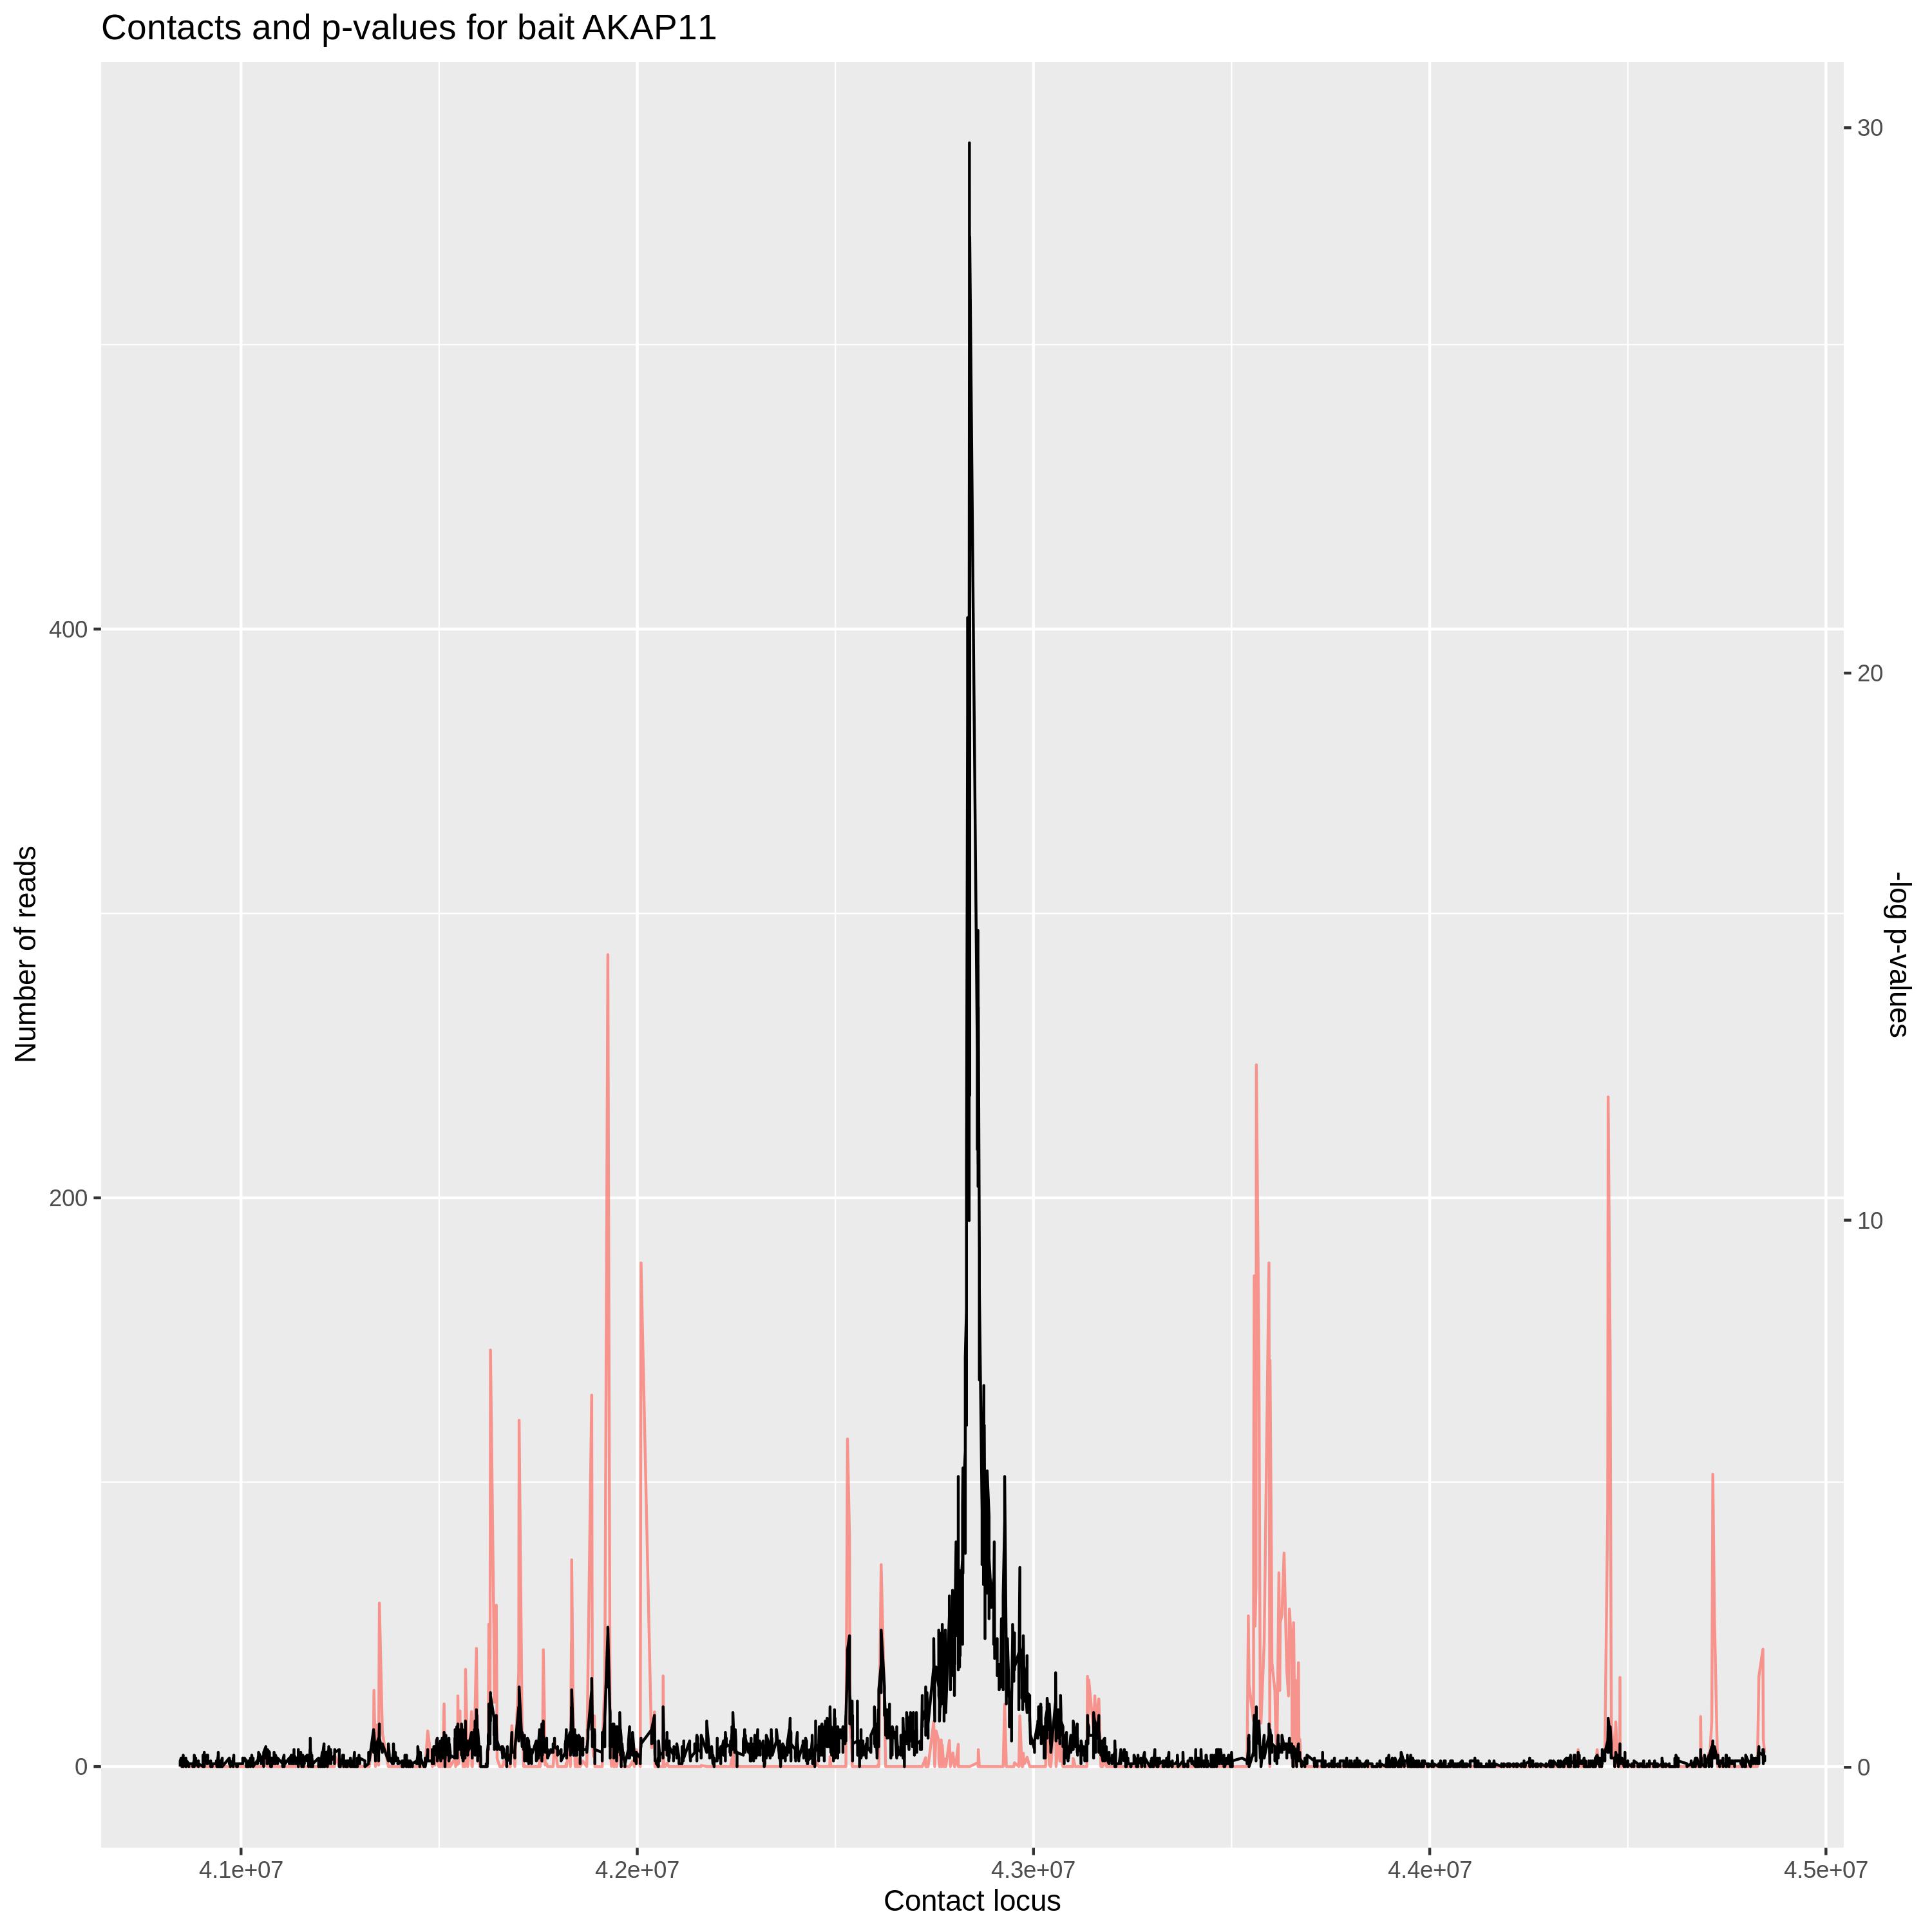 Contacts and p-values for bait AKAP11
Number of reads
400
200
0
30
20
10
0
-log p-values
4.1e+07
4.2e+07
4.3e+07
4.4e+07
4.5e+07
Contact locus